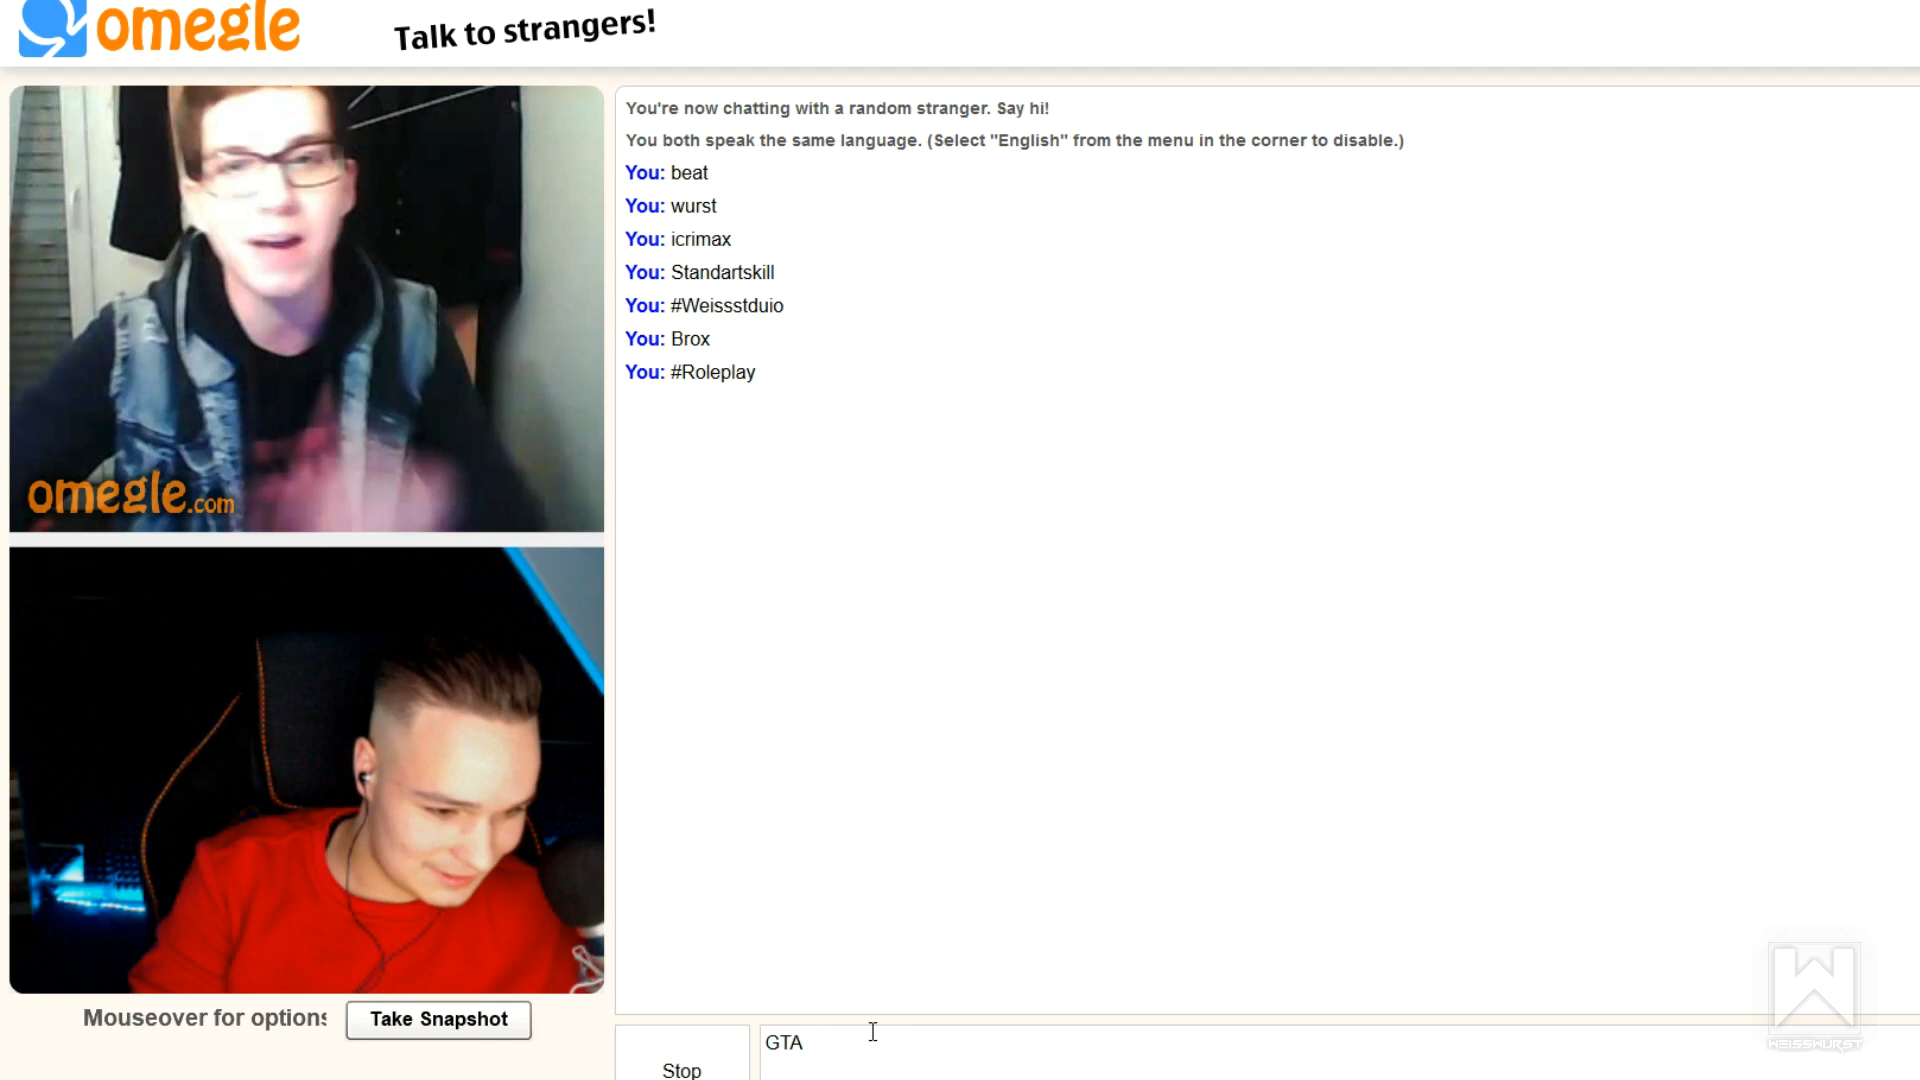 omegle
Talk to strangers!
You're now chatting with a random stranger. Say hi!
You both speak the same language. (Select "English" from the menu in the corner to disable.)
You: beat
You: wurst
You: icrimax
You: Standartskill
You: #Weissstduio
You: Brox
You: #Roleplay
omegle.com
Mouseover for options
Take Snapshot
Stop
GTA
WEISSWURST